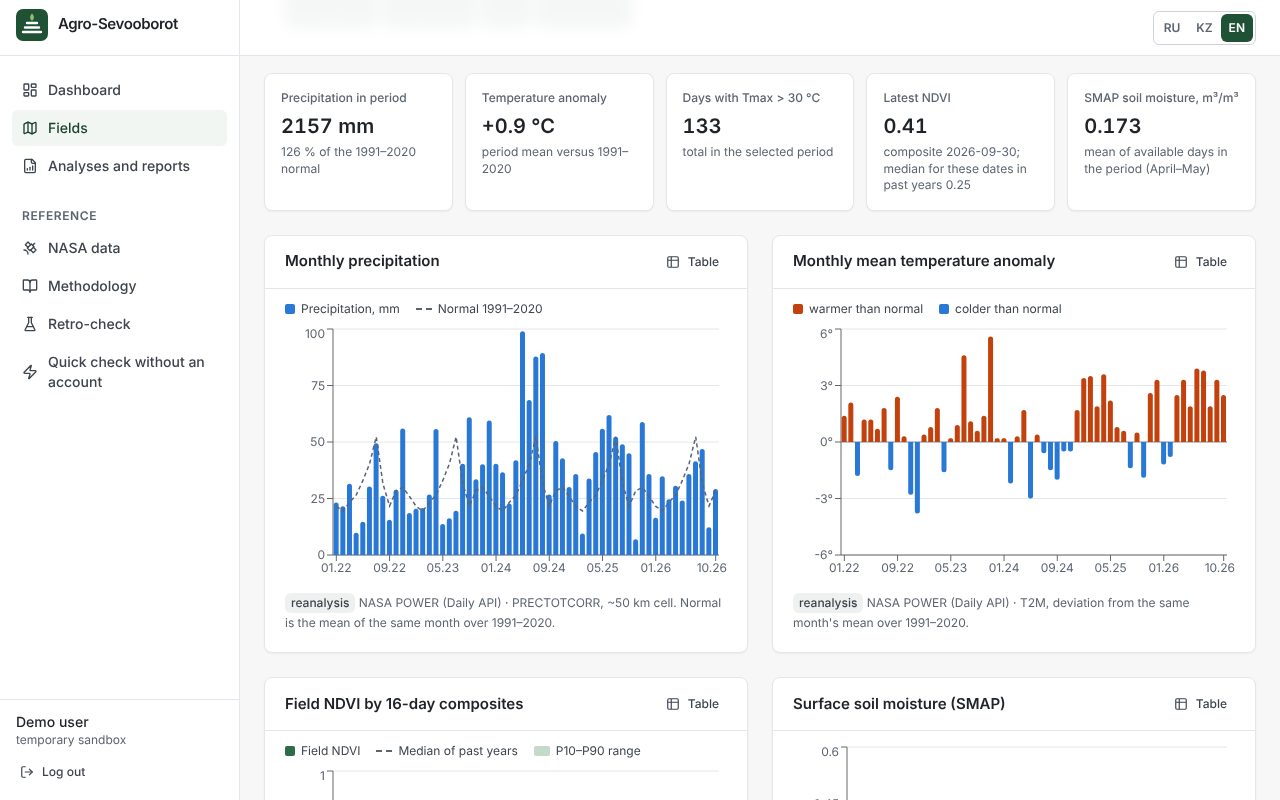 Agro-Sevooborot
RU KZ EN
Dashboard
Fields
Analyses and reports
REFERENCE
NASA data
Methodology
Retro-check
Quick check without an
account
Demo user
temporary sandbox
Log out
Precipitation in period
2157 mm
126 % of the 1991–2020
normal
Temperature anomaly
+0.9 °C
period mean versus 1991–
2020
Days with Tmax > 30 °C
133
total in the selected period
Latest NDVI
0.41
composite 2026-09-30;
median for these dates in
past years 0.25
SMAP soil moisture, m³/m³
0.173
mean of available days in
the period (April–May)
Monthly precipitation
Table
Precipitation, mm
Normal 1991–2020
100
75
50
25
0
01.22 09.22 05.23 01.24 09.24 05.25 01.26 10.26
reanalysis NASA POWER (Daily API) · PRECTOTCORR, ~50 km cell. Normal
is the mean of the same month over 1991–2020.
Monthly mean temperature anomaly
Table
warmer than normal
colder than normal
6°
3°
0°
-3°
-6°
01.22 09.22 05.23 01.24 09.24 05.25 01.26 10.26
reanalysis NASA POWER (Daily API) · T2M, deviation from the same
month's mean over 1991–2020.
Field NDVI by 16-day composites
Table
Field NDVI
Median of past years
P10–P90 range
1
Surface soil moisture (SMAP)
Table
0.6